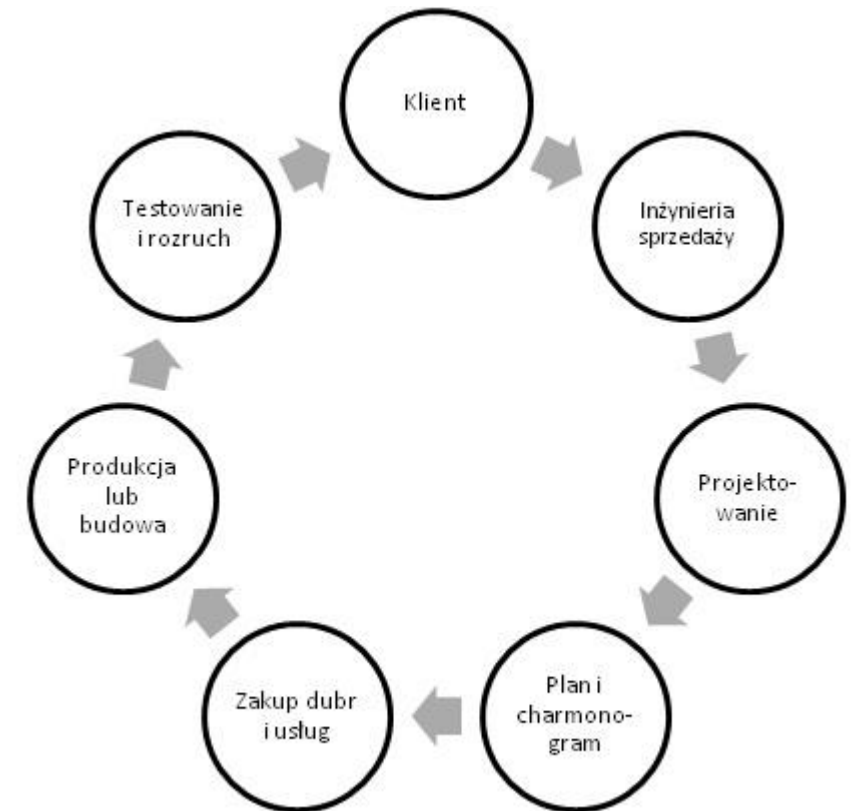 Klient
Inżynieria
sprzedaży
Projekto-
wanie
Plan i
charmono-
gram
Zakup dubr
i usług
Produkcja
lub
budowa
Testowanie
i rozruch